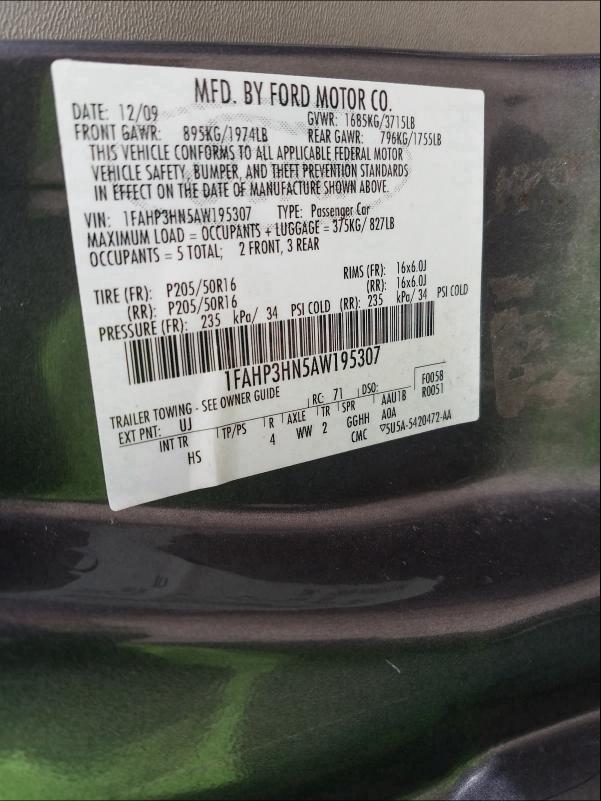 MFD. BY FORD MOTOR CO.
DATE: 12/09 GVWR: 1685KG/3715LB
FRONT GAWR: 895KG/1974LB REAR GAWR: 796KG/1755LB
THIS VEHICLE CONFORMS TO ALL APPLICABLE FEDERAL MOTOR
VEHICLE SAFETY, BUMPER, AND THEFT PREVENTION STANDARDS
IN EFFECT ON THE DATE OF MANUFACTURE SHOWN ABOVE.
VIN: 1FAHP3HN5AW195307 TYPE: Passenger Car
MAXIMUM LOAD = OCCUPANTS + LUGGAGE = 375KG/ 827LB
OCCUPANTS = 5 TOTAL; 2 FRONT, 3 REAR
TIRE (FR): P205/50R16 RIMS (FR): 16x6.0J
(RR): P205/50R16 (RR): 16x6.0J
PRESSURE (FR): 235 kPa/ 34 PSI COLD (RR): 235 kPa/ 34 PSI COLD
1FAHP3HN5AW195307
TRAILER TOWING - SEE OWNER GUIDE
EXT PNT: UJ RC: 71 DSO: F0058
R0051
INT TR TP/PS R AXLE TR SPR AAU1B
HS 4 WW 2 GGHH A0A
CMC ▽5U5A-5420472-AA